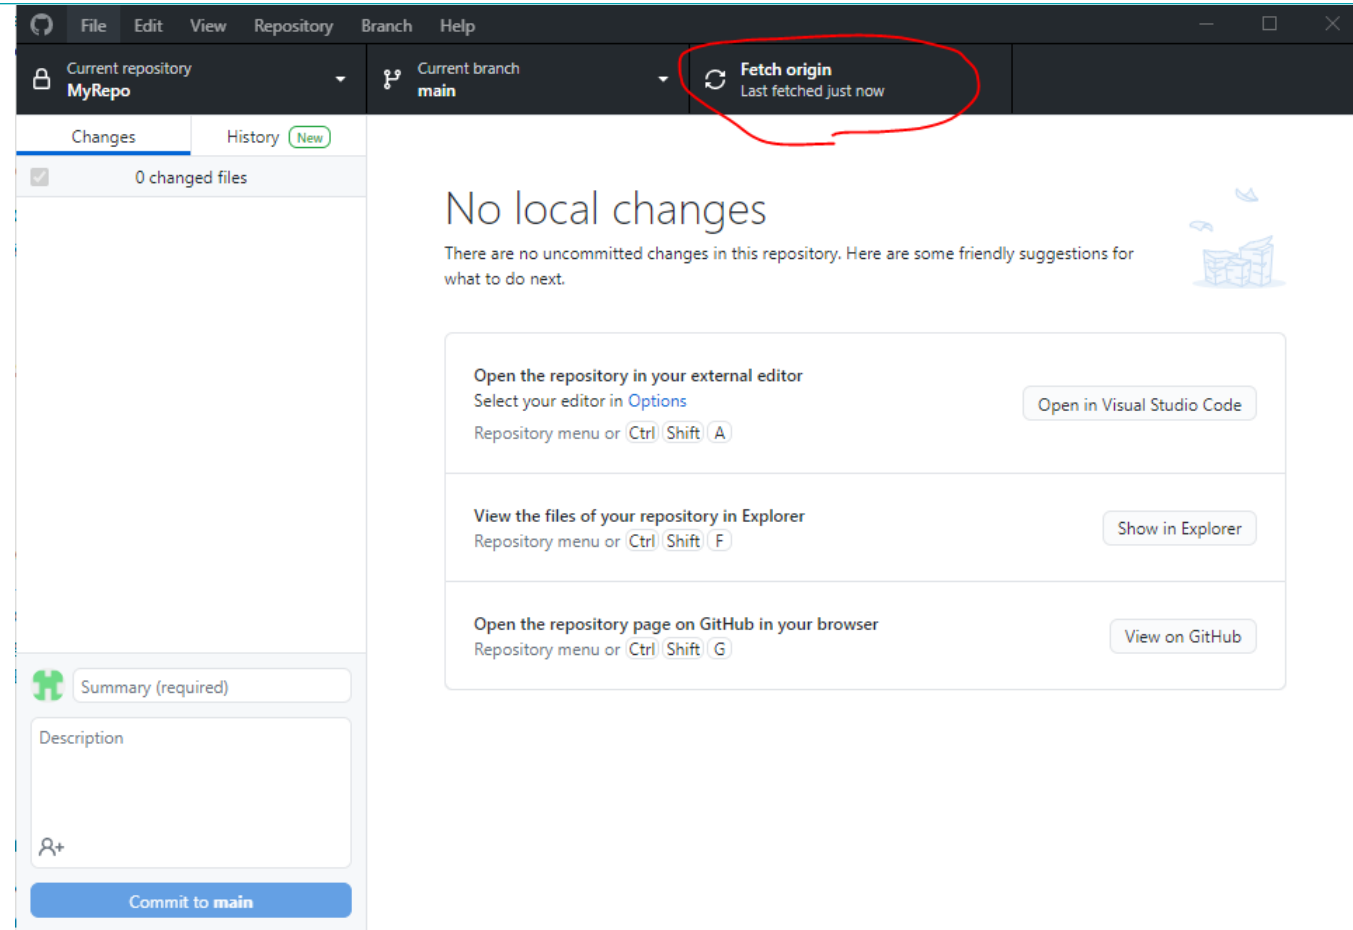 File Edit View Repository Branch Help
Current repository
MyRepo
Current branch
main
Fetch origin
Last fetched just now
Changes
History New
0 changed files
No local changes
There are no uncommitted changes in this repository. Here are some friendly suggestions for
what to do next.
Open the repository in your external editor
Select your editor in Options
Repository menu or Ctrl Shift A
Open in Visual Studio Code
View the files of your repository in Explorer
Repository menu or Ctrl Shift F
Show in Explorer
Open the repository page on GitHub in your browser
Repository menu or Ctrl Shift G
View on GitHub
Summary (required)
Description
Commit to main